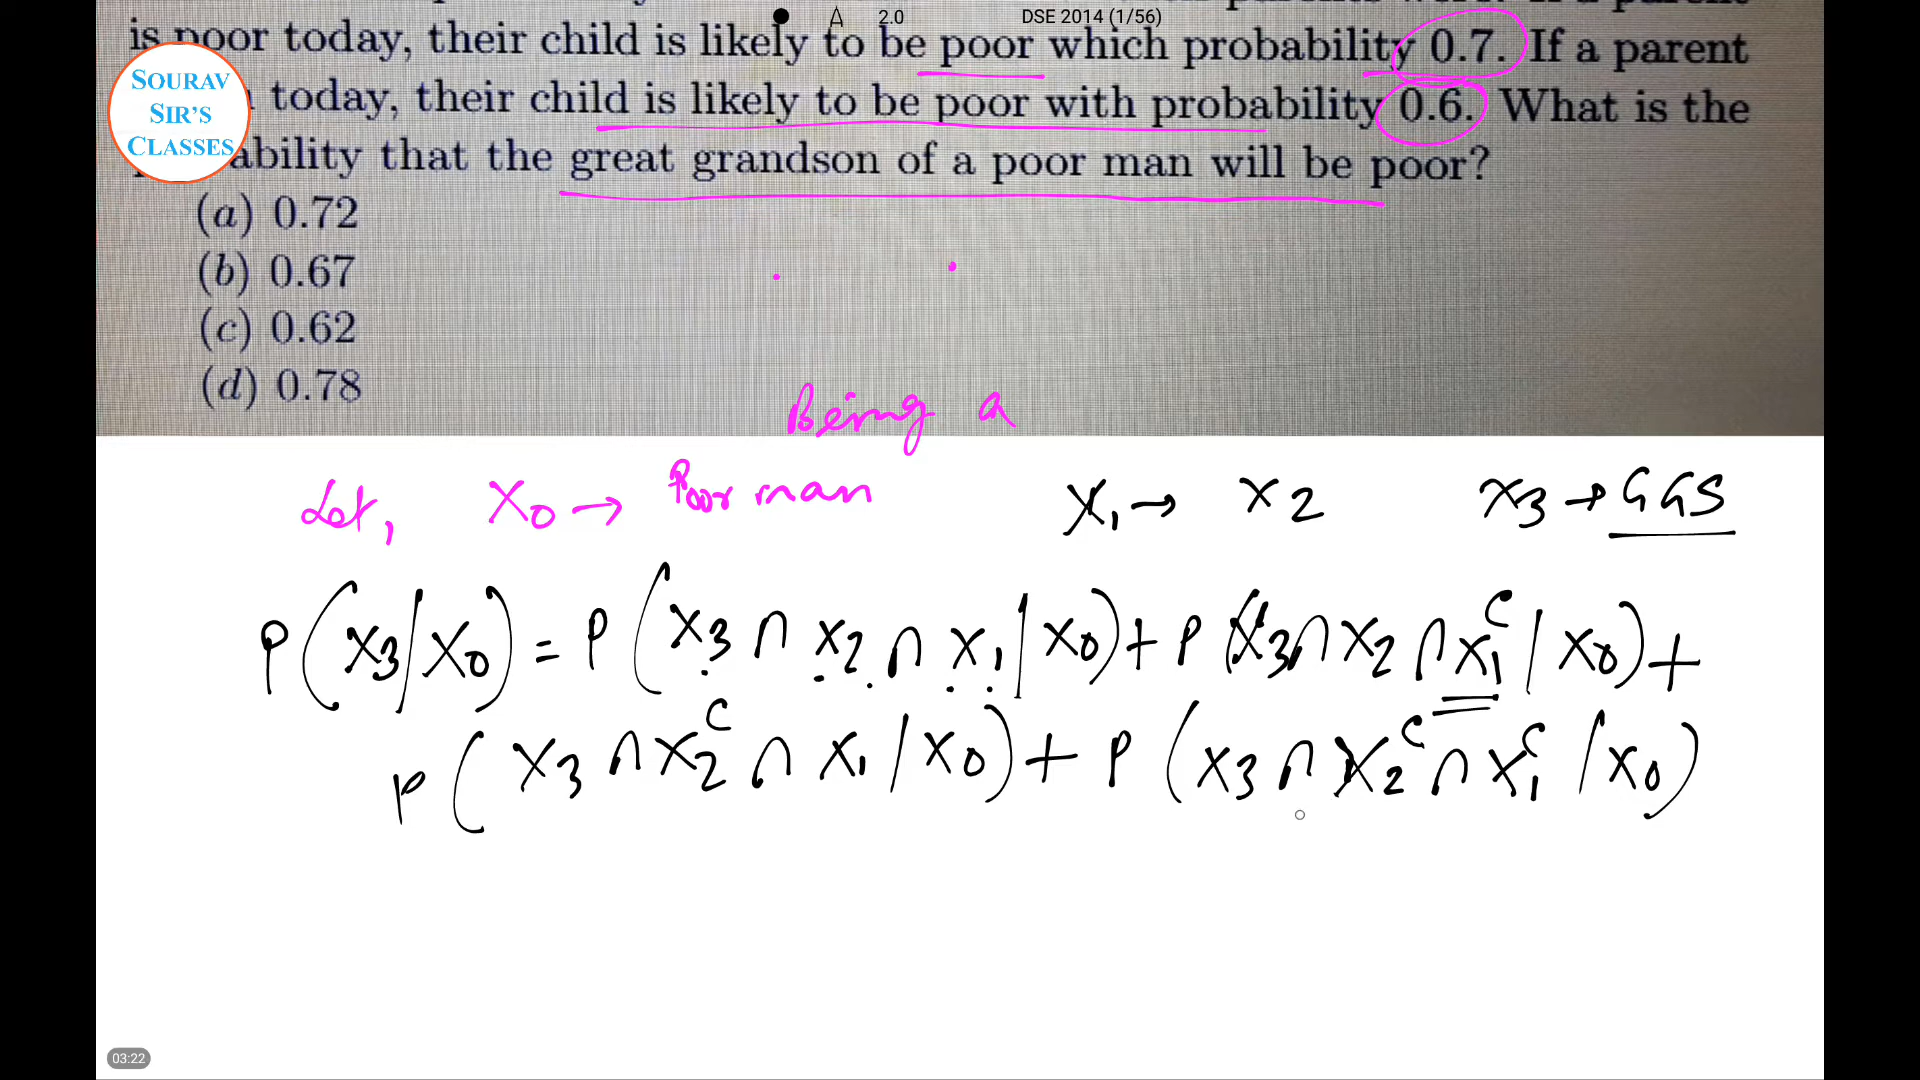 2.0 DSE 2014 (1/56)
is poor today, their child is likely to be poor which probability 0.7. If a parent
today, their child is likely to be poor with probability 0.6. What is the
ability that the great grandson of a poor man will be poor?
SOURAV
SIR'S
CLASSES
(a) 0.72
(b) 0.67
(c) 0.62
(d) 0.78
Being a
Let, X₀ → Poor man X₁ → X₂ X₃ → GGS
P(X₃/X₀) = P(X₃ ∩ X₂ ∩ X₁ / X₀) + P(X₃ ∩ X₂ ∩ X₁ᶜ / X₀) +
P(X₃ ∩ X₂ᶜ ∩ X₁ / X₀) + P(X₃ ∩ X₂ᶜ ∩ X₁ᶜ / X₀)
03:22